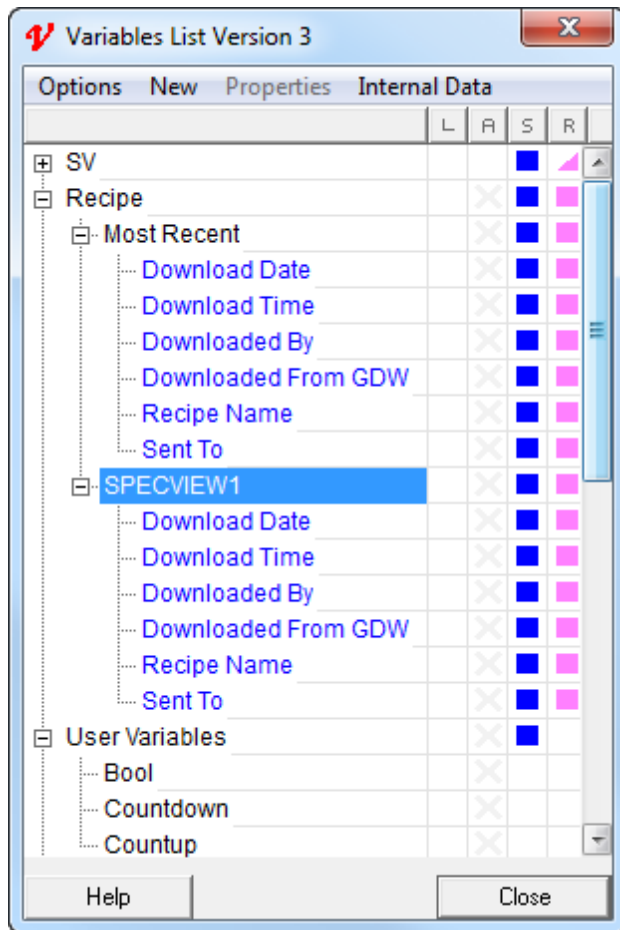 Variables List Version 3
Options New Properties Internal Data
L A S R
SV
Recipe
Most Recent
Download Date
Download Time
Downloaded By
Downloaded From GDW
Recipe Name
Sent To
SPECVIEW1
Download Date
Download Time
Downloaded By
Downloaded From GDW
Recipe Name
Sent To
User Variables
Bool
Countdown
Countup
Help Close